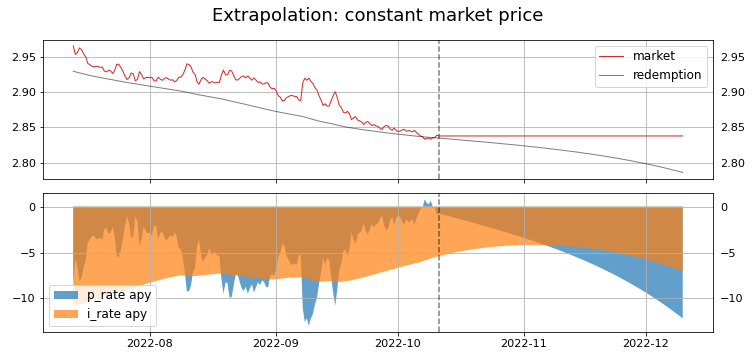 Extrapolation: constant market price
2.95 2.95
2.90 2.90
2.85 2.85
2.80 2.80
market
redemption
0 0
−5 −5
−10 −10
p_rate apy
i_rate apy
2022-08 2022-09 2022-10 2022-11 2022-12